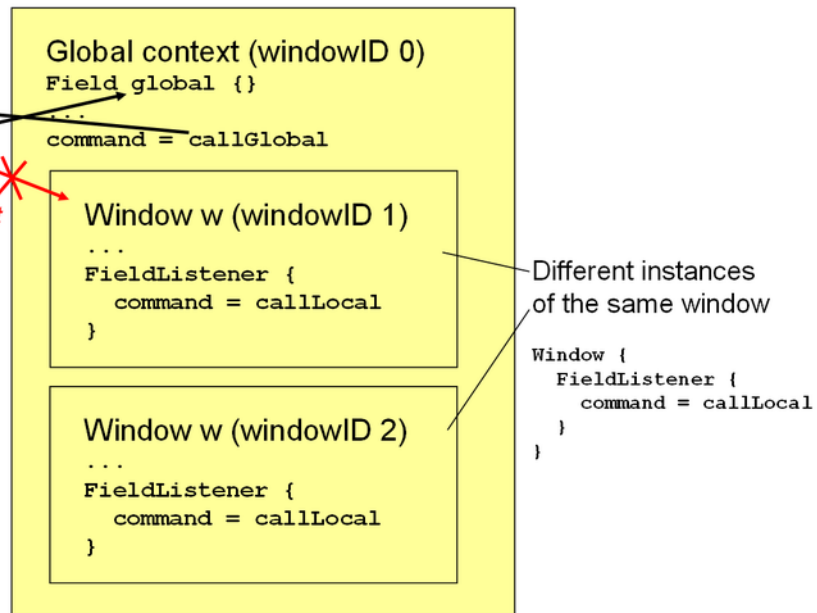 Global context (windowID 0)
Field global {}
...
command = callGlobal
Window w (windowID 1)
...
FieldListener {
command = callLocal
}
Window w (windowID 2)
...
FieldListener {
command = callLocal
}
Different instances
of the same window
Window {
FieldListener {
command = callLocal
}
}